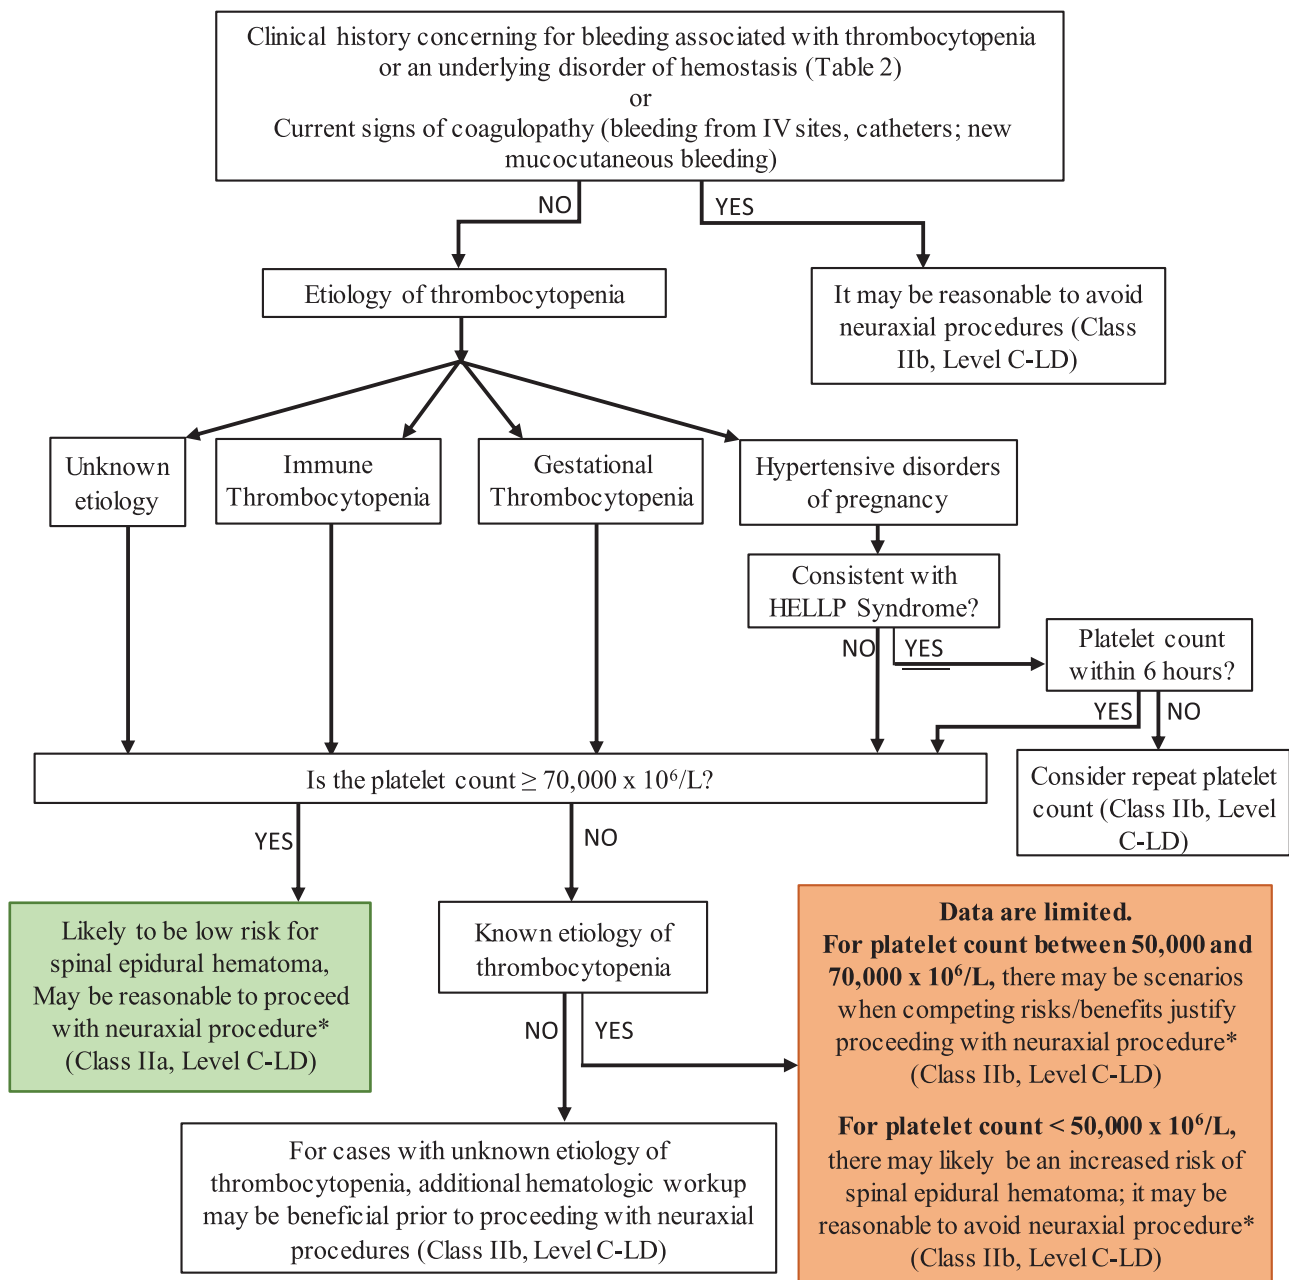 Clinical history concerning for bleeding associated with thrombocytopenia
or an underlying disorder of hemostasis (Table 2)
or
Current signs of coagulopathy (bleeding from IV sites, catheters; new
mucocutaneous bleeding)
NO
YES
Etiology of thrombocytopenia
It may be reasonable to avoid
neuraxial procedures (Class
IIb, Level C-LD)
Unknown
etiology
Immune
Thrombocytopenia
Gestational
Thrombocytopenia
Hypertensive disorders
of pregnancy
Consistent with
HELLP Syndrome?
NO
YES
Platelet count
within 6 hours?
YES
NO
Consider repeat platelet
count (Class IIb, Level
C-LD)
Is the platelet count ≥ 70,000 x 10⁶/L?
YES
NO
Likely to be low risk for
spinal epidural hematoma,
May be reasonable to proceed
with neuraxial procedure*
(Class IIa, Level C-LD)
Known etiology of
thrombocytopenia
NO
YES
For cases with unknown etiology of
thrombocytopenia, additional hematologic workup
may be beneficial prior to proceeding with neuraxial
procedures (Class IIb, Level C-LD)
Data are limited.
For platelet count between 50,000 and
70,000 x 10⁶/L, there may be scenarios
when competing risks/benefits justify
proceeding with neuraxial procedure*
(Class IIb, Level C-LD)
For platelet count < 50,000 x 10⁶/L,
there may likely be an increased risk of
spinal epidural hematoma; it may be
reasonable to avoid neuraxial procedure*
(Class IIb, Level C-LD)